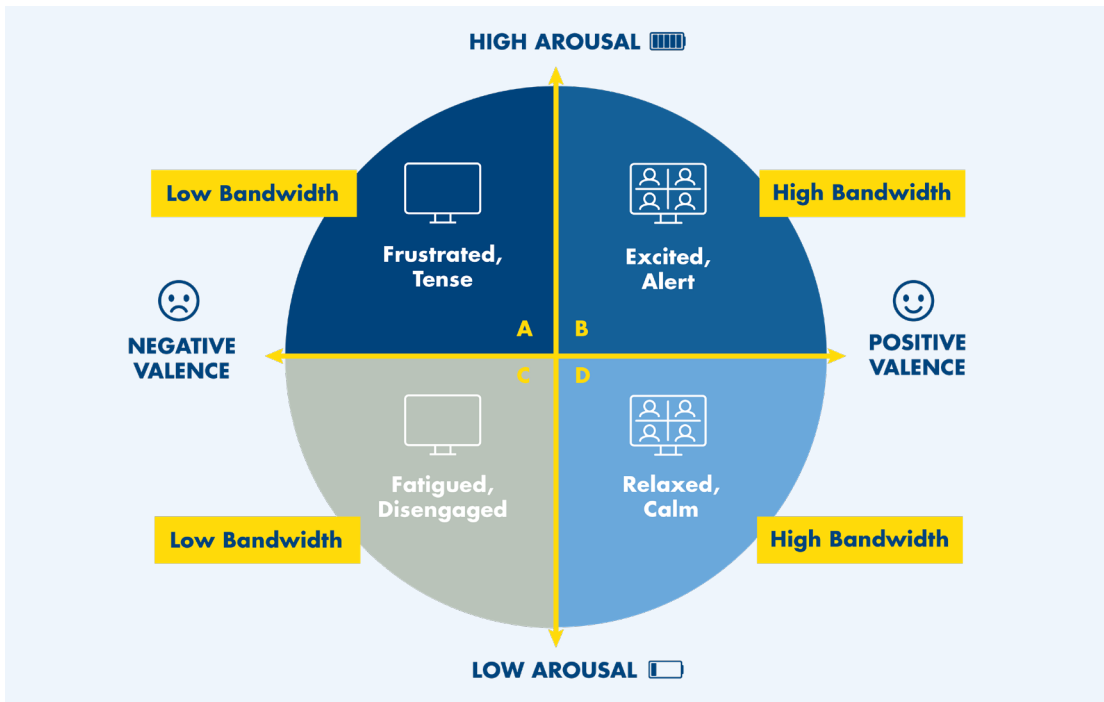 HIGH AROUSAL
Low Bandwidth
High Bandwidth
Frustrated,
Tense
Excited,
Alert
A
B
NEGATIVE
VALENCE
POSITIVE
VALENCE
C
D
Fatigued,
Disengaged
Relaxed,
Calm
Low Bandwidth
High Bandwidth
LOW AROUSAL